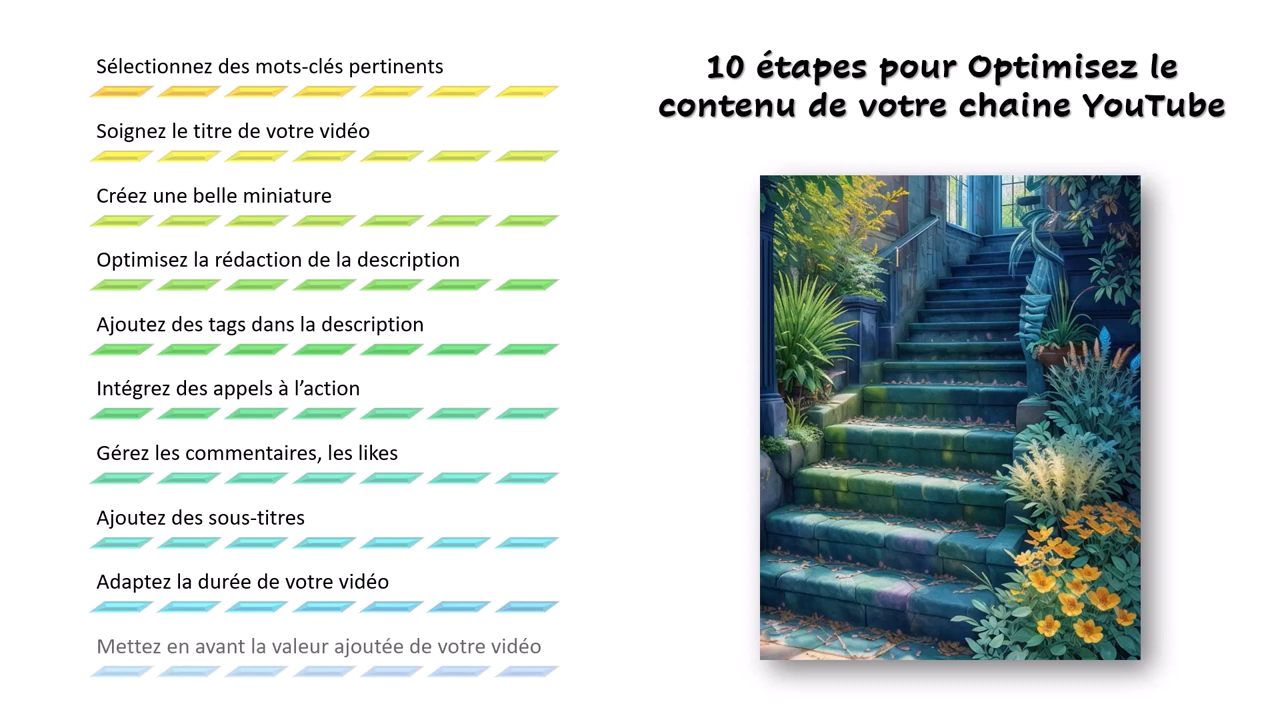 Sélectionnez des mots-clés pertinents
Soignez le titre de votre vidéo
Créez une belle miniature
Optimisez la rédaction de la description
Ajoutez des tags dans la description
Intégrez des appels à l’action
Gérez les commentaires, les likes
Ajoutez des sous-titres
Adaptez la durée de votre vidéo
Mettez en avant la valeur ajoutée de votre vidéo
10 étapes pour Optimisez le
contenu de votre chaine YouTube